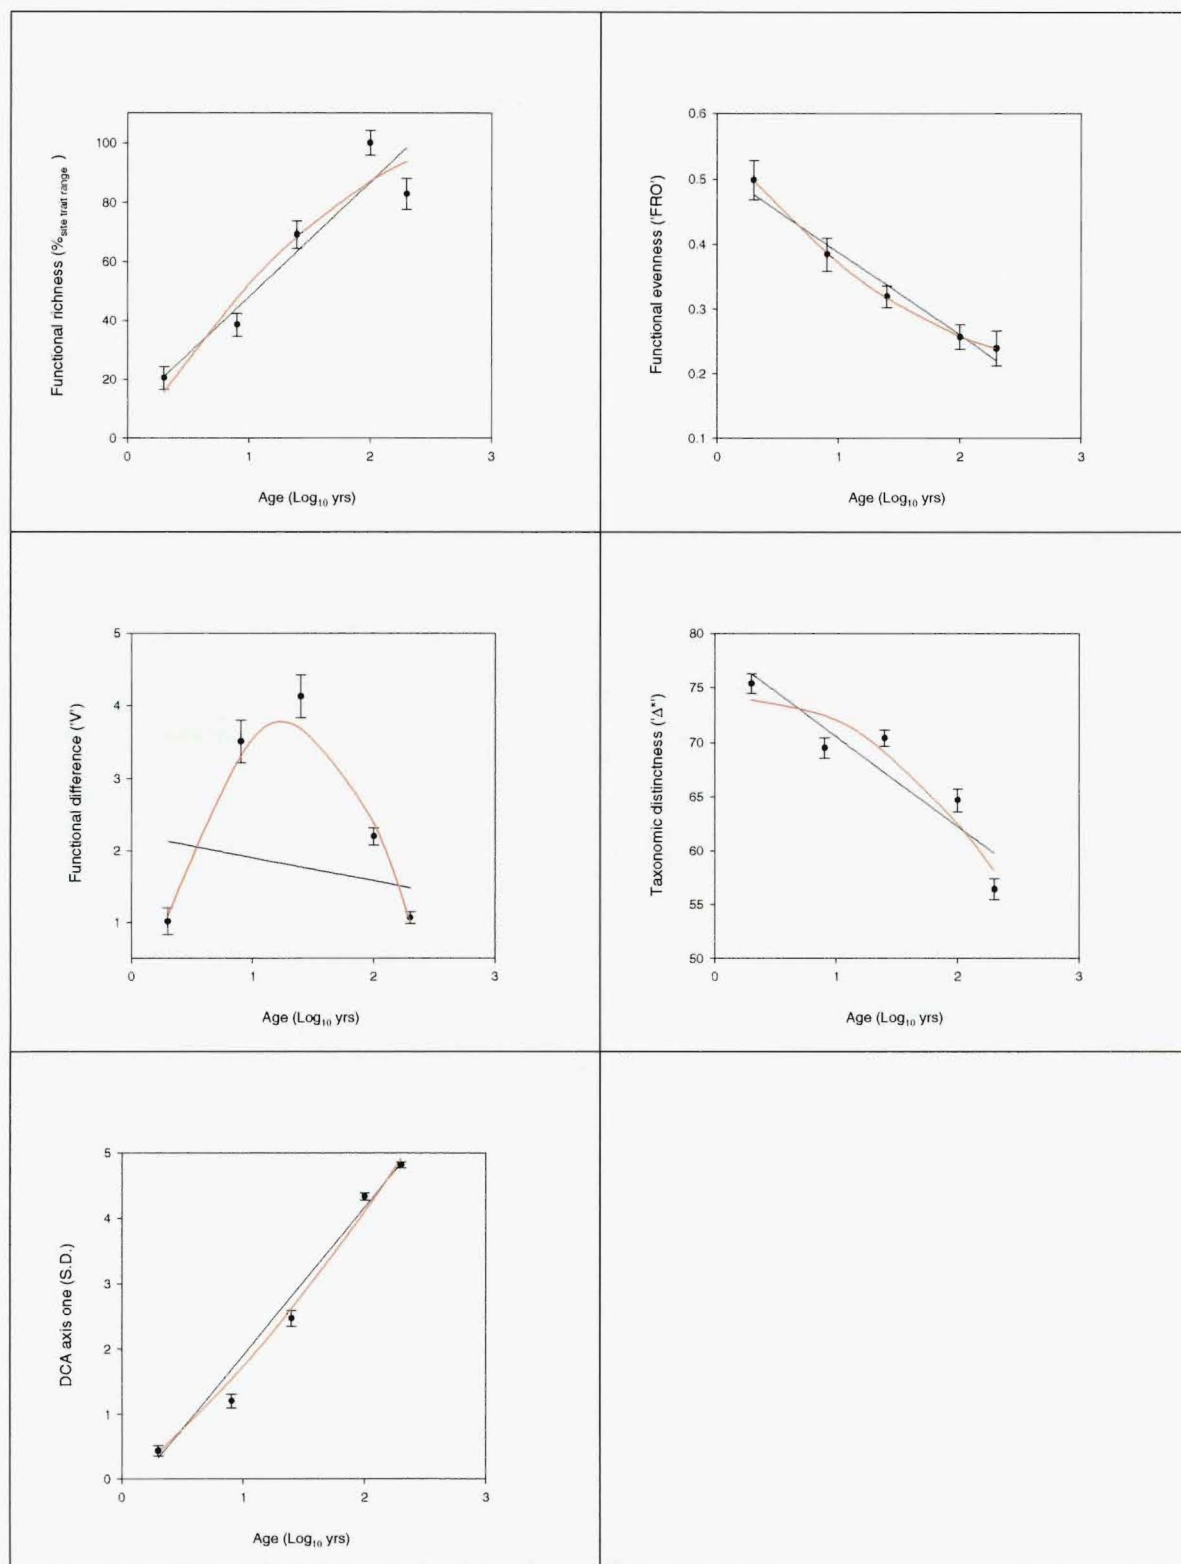 Functional richness (%site trait range)
100
80
60
40
20
0
0 1 2 3
Age (Log10 yrs)
Functional evenness ('FRO')
0.6
0.5
0.4
0.3
0.2
0.1
0 1 2 3
Age (Log10 yrs)
Functional difference ('V')
5
4
3
2
1
0 1 2 3
Age (Log10 yrs)
Taxonomic distinctness ('Δ*')
80
75
70
65
60
55
50
0 1 2 3
Age (Log10 yrs)
DCA axis one (S.D.)
5
4
3
2
1
0
0 1 2 3
Age (Log10 yrs)